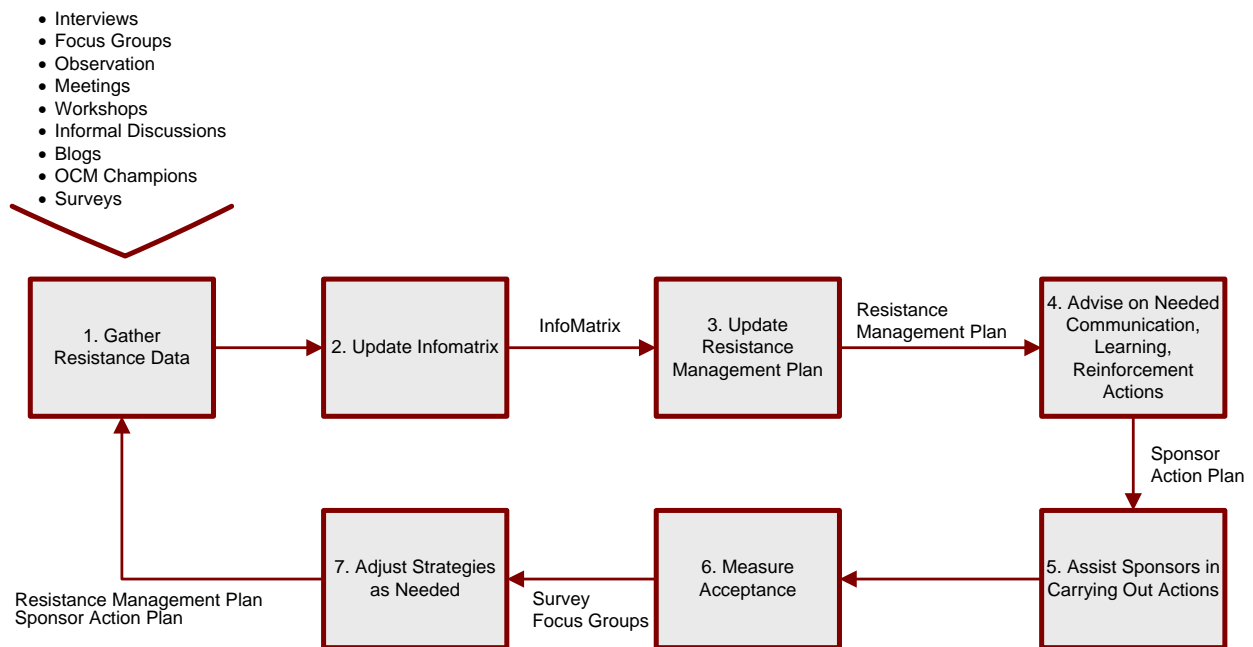 • Interviews
• Focus Groups
• Observation
• Meetings
• Workshops
• Informal Discussions
• Blogs
• OCM Champions
• Surveys
1. Gather
Resistance Data
2. Update Infomatrix
InfoMatrix
3. Update
Resistance
Management Plan
Resistance
Management Plan
4. Advise on Needed
Communication,
Learning,
Reinforcement
Actions
Sponsor
Action Plan
5. Assist Sponsors in
Carrying Out Actions
6. Measure
Acceptance
Survey
Focus Groups
7. Adjust Strategies
as Needed
Resistance Management Plan
Sponsor Action Plan